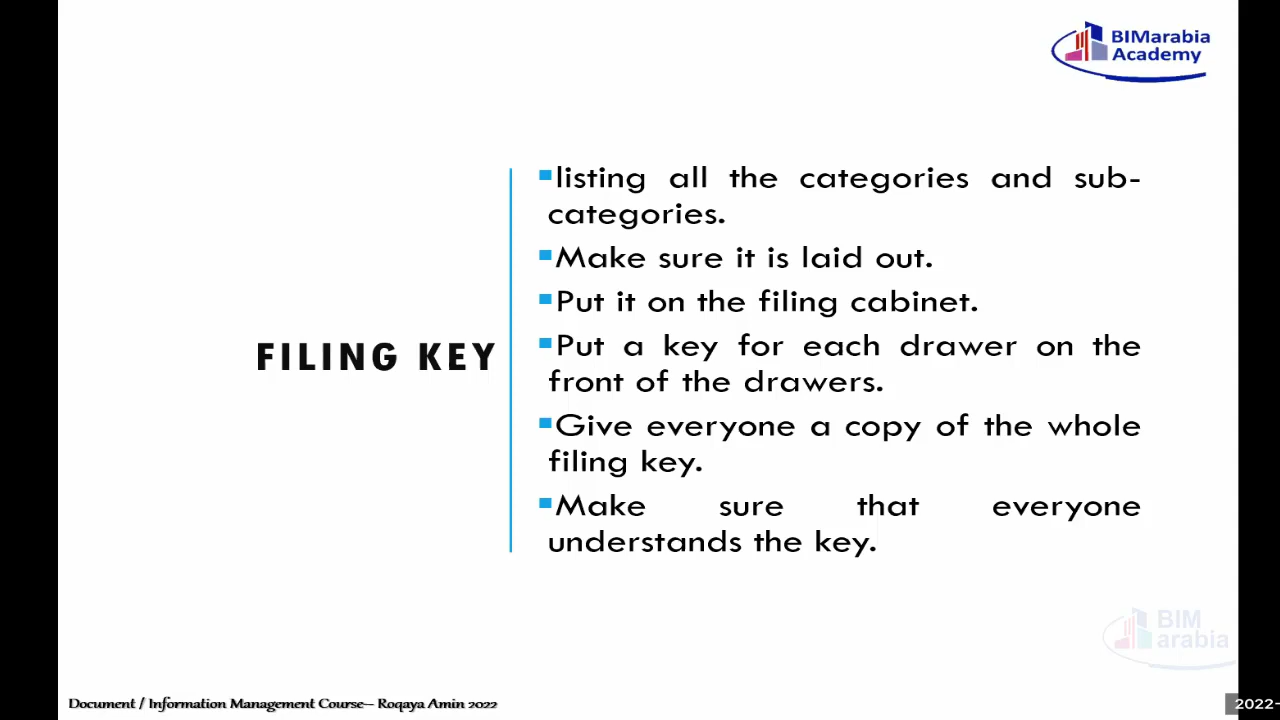 BIMarabia
Academy
▪listing all the categories and sub-
categories.
▪Make sure it is laid out.
▪Put it on the filing cabinet.
▪Put a key for each drawer on the
front of the drawers.
FILING KEY
▪Give everyone a copy of the whole
filing key.
▪Make sure that everyone
understands the key.
BIM
arabia
Document / Information Management Course– Roqaya Amin 2022
2022-